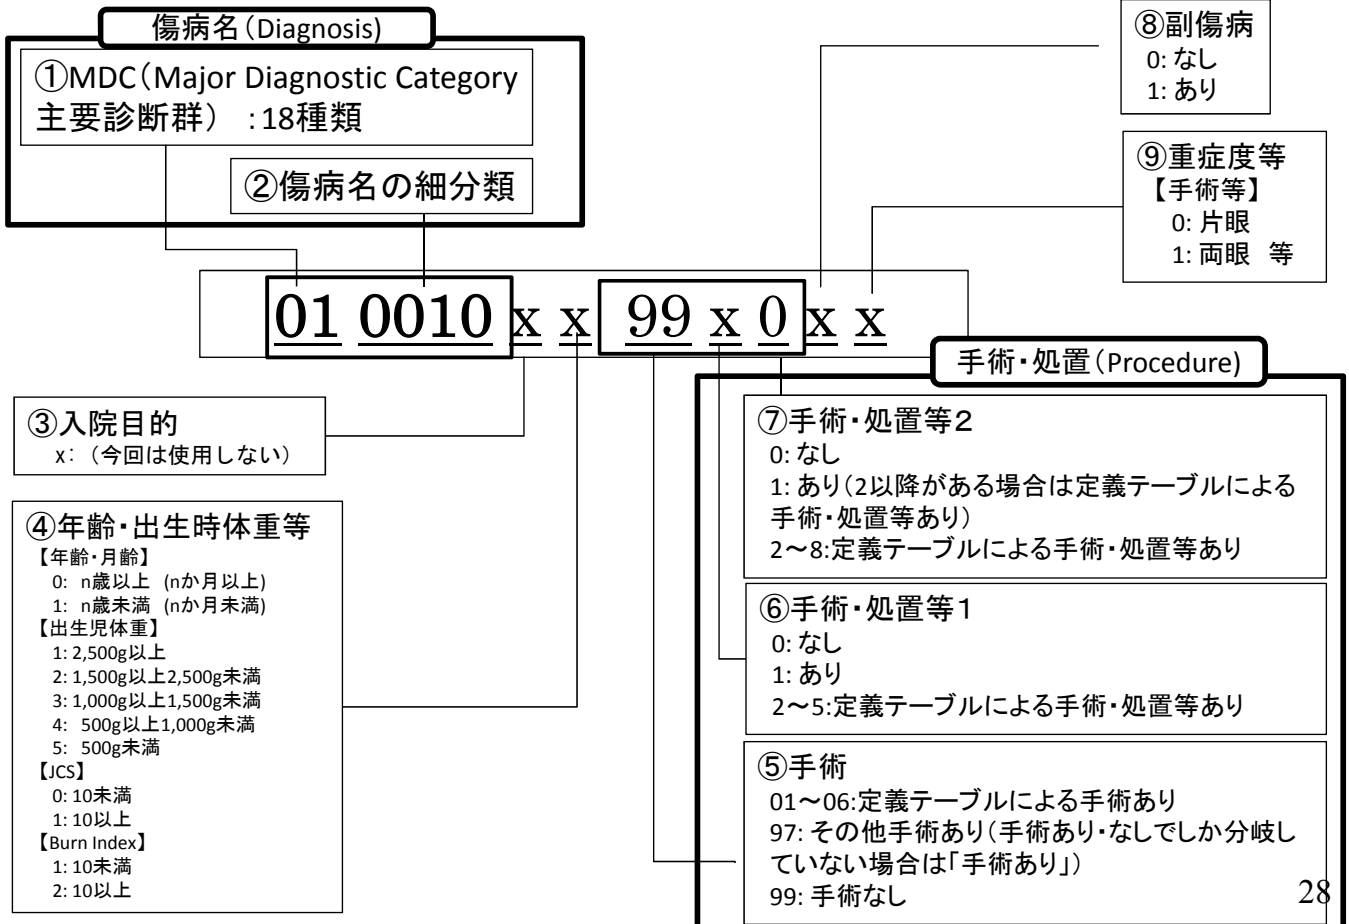 傷病名（Diagnosis）
①MDC（Major Diagnostic Category
主要診断群） :18種類
②傷病名の細分類
⑧副傷病
0: なし
1: あり
⑨重症度等
【手術等】
0: 片眼
1: 両眼 等
01 0010 x x 99 x 0 x x
③入院目的
x: （今回は使用しない）
④年齢・出生時体重等
【年齢・月齢】
0: n歳以上 (nか月以上)
1: n歳未満 (nか月未満)
【出生児体重】
1: 2,500g以上
2: 1,500g以上2,500g未満
3: 1,000g以上1,500g未満
4: 500g以上1,000g未満
5: 500g未満
【JCS】
0: 10未満
1: 10以上
【Burn Index】
1: 10未満
2: 10以上
手術・処置（Procedure）
⑦手術・処置等２
0: なし
1: あり（2以降がある場合は定義テーブルによる
手術・処置等あり）
2～8:定義テーブルによる手術・処置等あり
⑥手術・処置等１
0: なし
1: あり
2～5:定義テーブルによる手術・処置等あり
⑤手術
01～06:定義テーブルによる手術あり
97: その他手術あり（手術あり・なしでしか分岐し
ていない場合は「手術あり」）
99: 手術なし
28